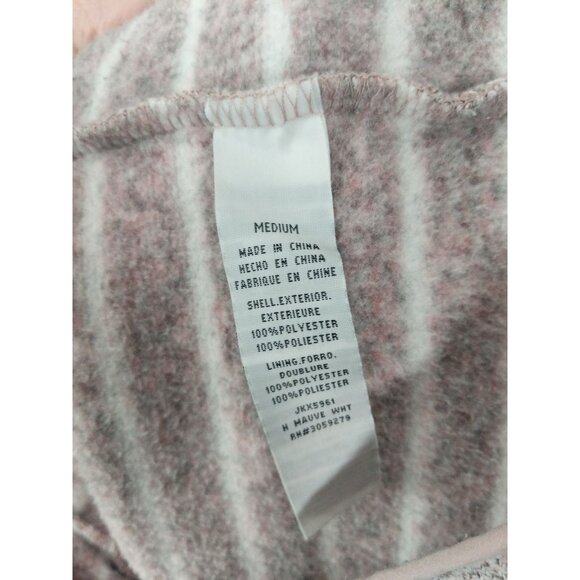 MEDIUM
MADE IN CHINA
HECHO EN CHINA
FABRIQUE EN CHINE
SHELL.EXTERIOR.
EXTERIEURE
100%POLYESTER
100%POLIESTER
LINING.FORRO.
DOUBLURE
100%POLYESTER
100%POLIESTER
JKX5961
H MAUVE WHT
RN#3059279